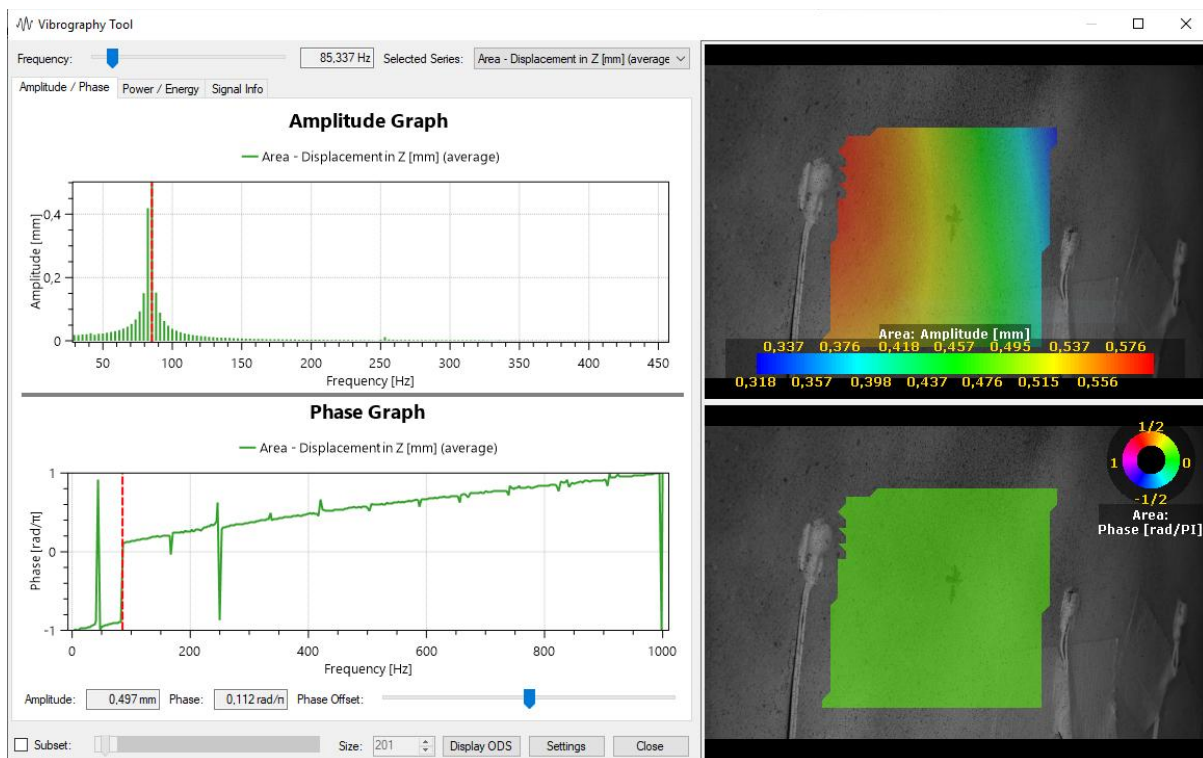 Vibrography Tool
Frequency: 85,337 Hz Selected Series: Area - Displacement in Z [mm] (average
Amplitude / Phase Power / Energy Signal Info
Amplitude Graph
Area - Displacement in Z [mm] (average)
Amplitude [mm]
0,4
0,2
0
50 100 150 200 250 300 350 400 450
Frequency [Hz]
Phase Graph
Area - Displacement in Z [mm] (average)
Phase [rad/π]
1
0
-1
0 200 400 600 800 1000
Frequency [Hz]
Amplitude: 0,497 mm Phase: 0,112 rad/π Phase Offset:
Subset: Size: 201 Display ODS Settings Close
Area: Amplitude [mm]
0,337 0,376 0,418 0,457 0,495 0,537 0,576
0,318 0,357 0,398 0,437 0,476 0,515 0,556
1/2
1 0
-1/2
Area:
Phase [rad/PI]